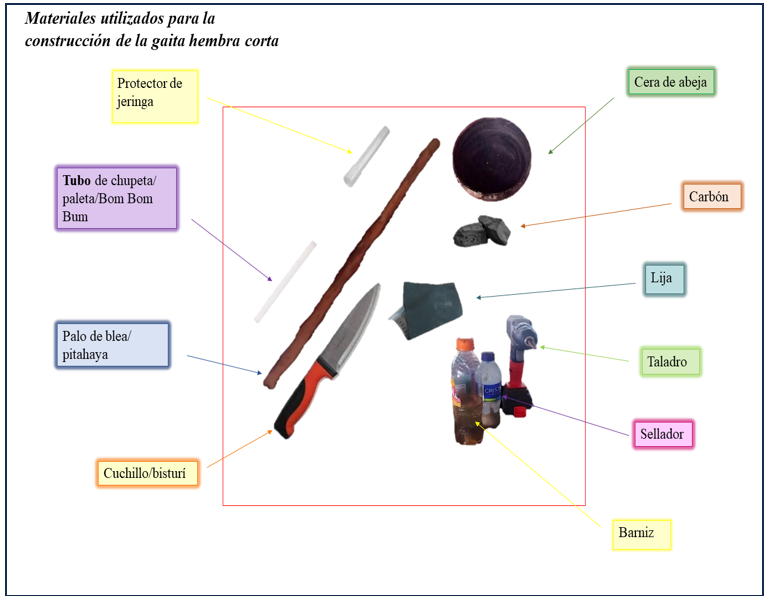 Materiales utilizados para la
construcción de la gaita hembra corta
Protector de
jeringa
Cera de abeja
Tubo de chupeta/
paleta/Bom Bom
Bum
Carbón
Lija
Palo de blea/
pitahaya
Taladro
Sellador
Cuchillo/bisturí
Barniz